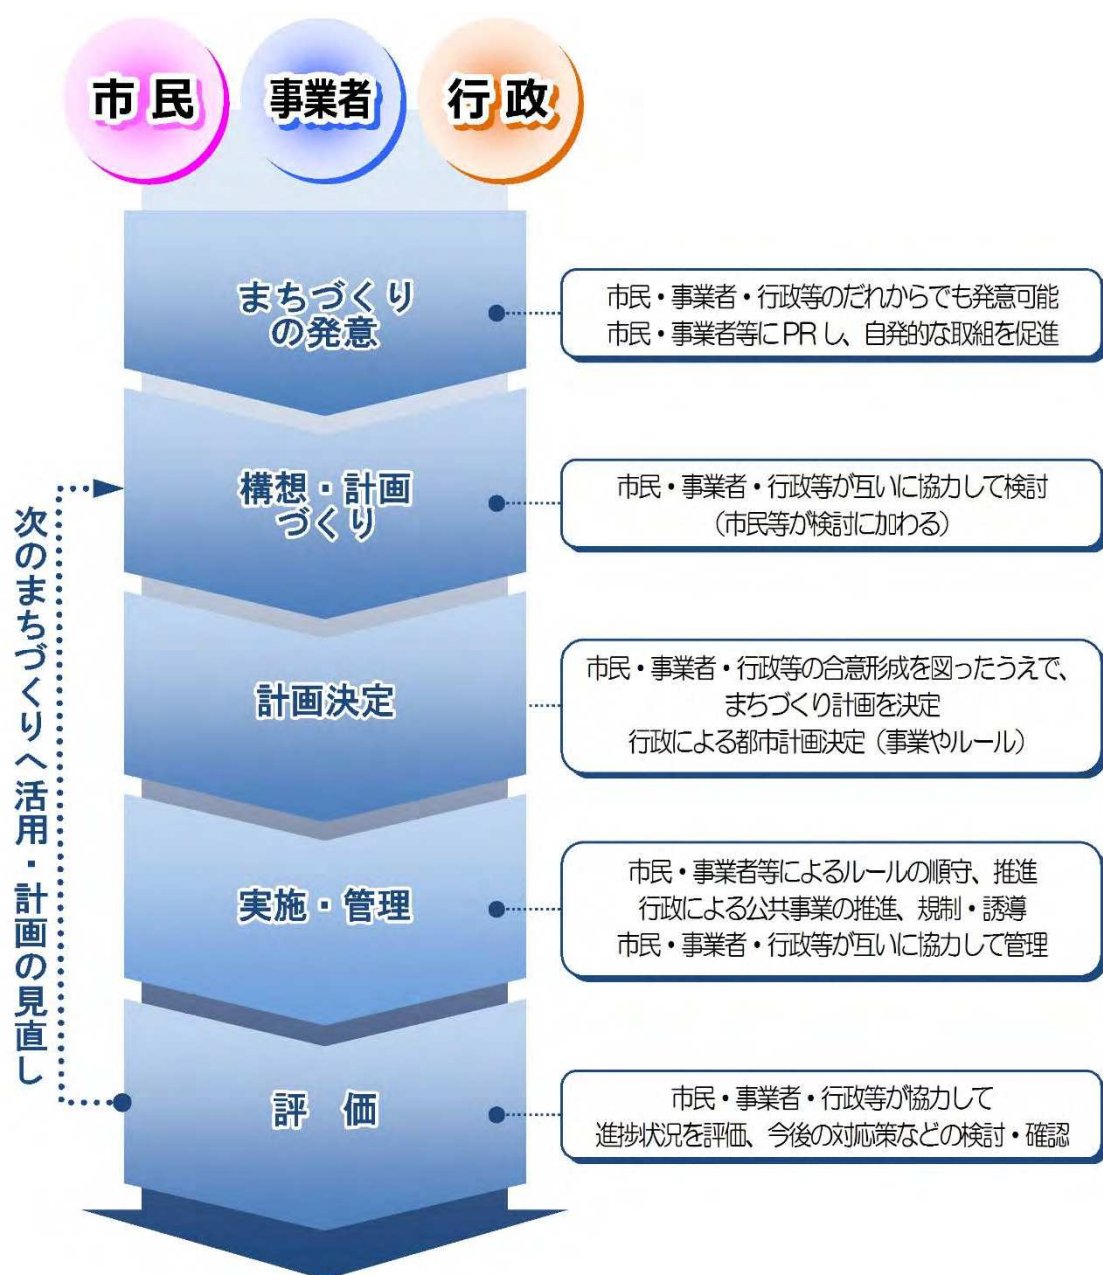 市民
事業者
行政
まちづくり
の発意
市民・事業者・行政等のだれからでも発意可能
市民・事業者等にPRし、自発的な取組を促進
構想・計画
づくり
市民・事業者・行政等が互いに協力して検討
（市民等が検討に加わる）
計画決定
市民・事業者・行政等の合意形成を図ったうえで、
まちづくり計画を決定
行政による都市計画決定（事業やルール）
実施・管理
市民・事業者等によるルールの順守、推進
行政による公共事業の推進、規制・誘導
市民・事業者・行政等が互いに協力して管理
評価
市民・事業者・行政等が協力して
進捗状況を評価、今後の対応策などの検討・確認
次のまちづくりへ活用・計画の見直し